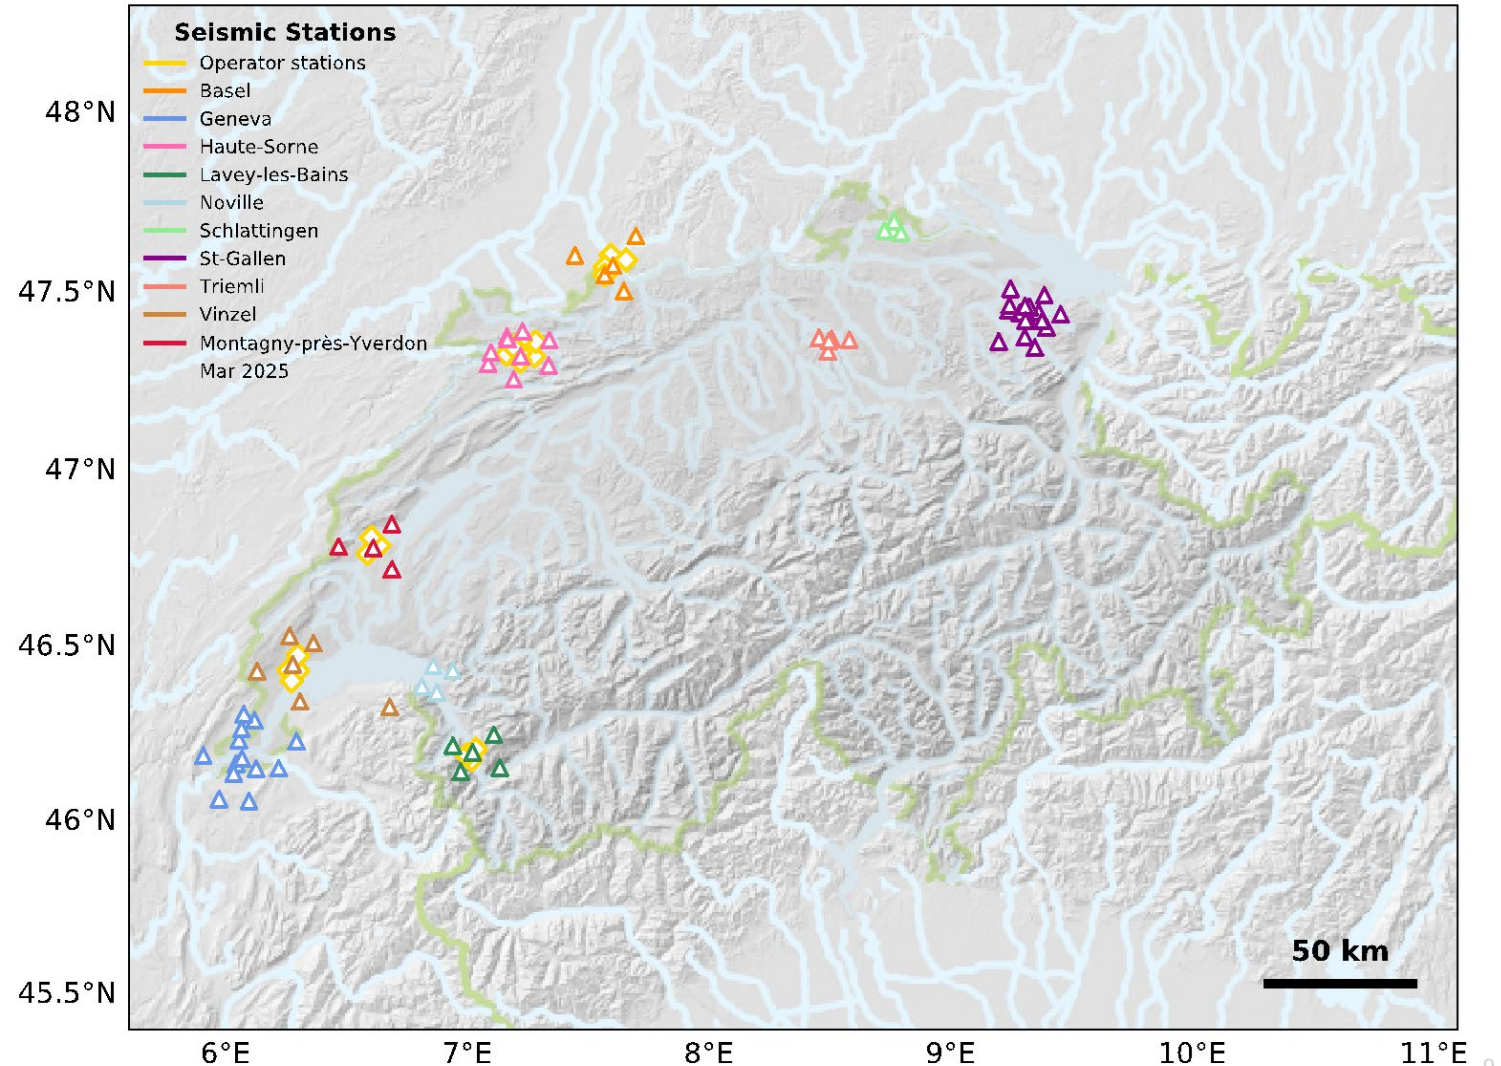 Seismic Stations
Operator stations
Basel
Geneva
Haute-Sorne
Lavey-les-Bains
Noville
Schlattingen
St-Gallen
Triemli
Vinzel
Montagny-près-Yverdon
Mar 2025
48°N
47.5°N
47°N
46.5°N
46°N
45.5°N
50 km
6°E
7°E
8°E
9°E
10°E
11°E